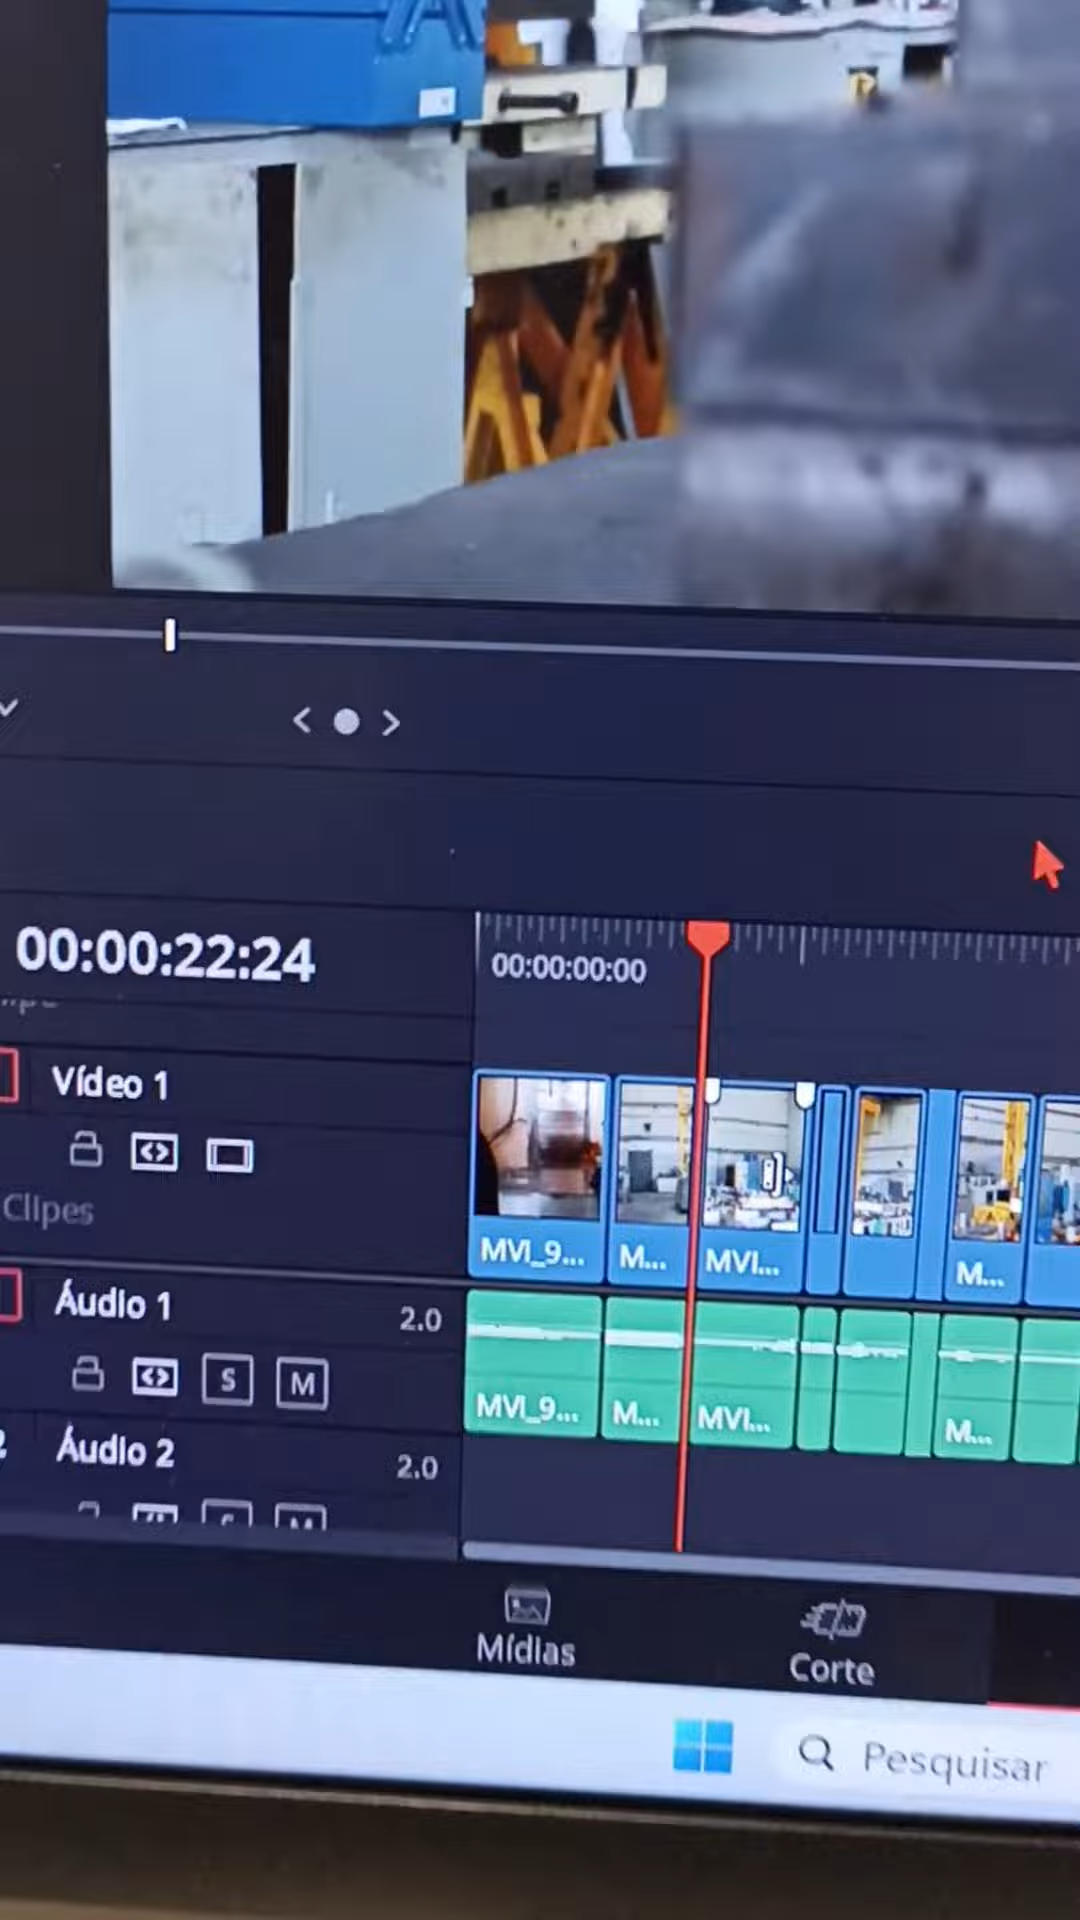 00:00:22:24
00:00:00:00
Vídeo 1
Clipes
MVI_9...
M...
MVI...
M...
Áudio 1
2.0
S
M
MVI_9...
M...
MVI...
M...
Áudio 2
2.0
Mídias
Corte
Pesquisar